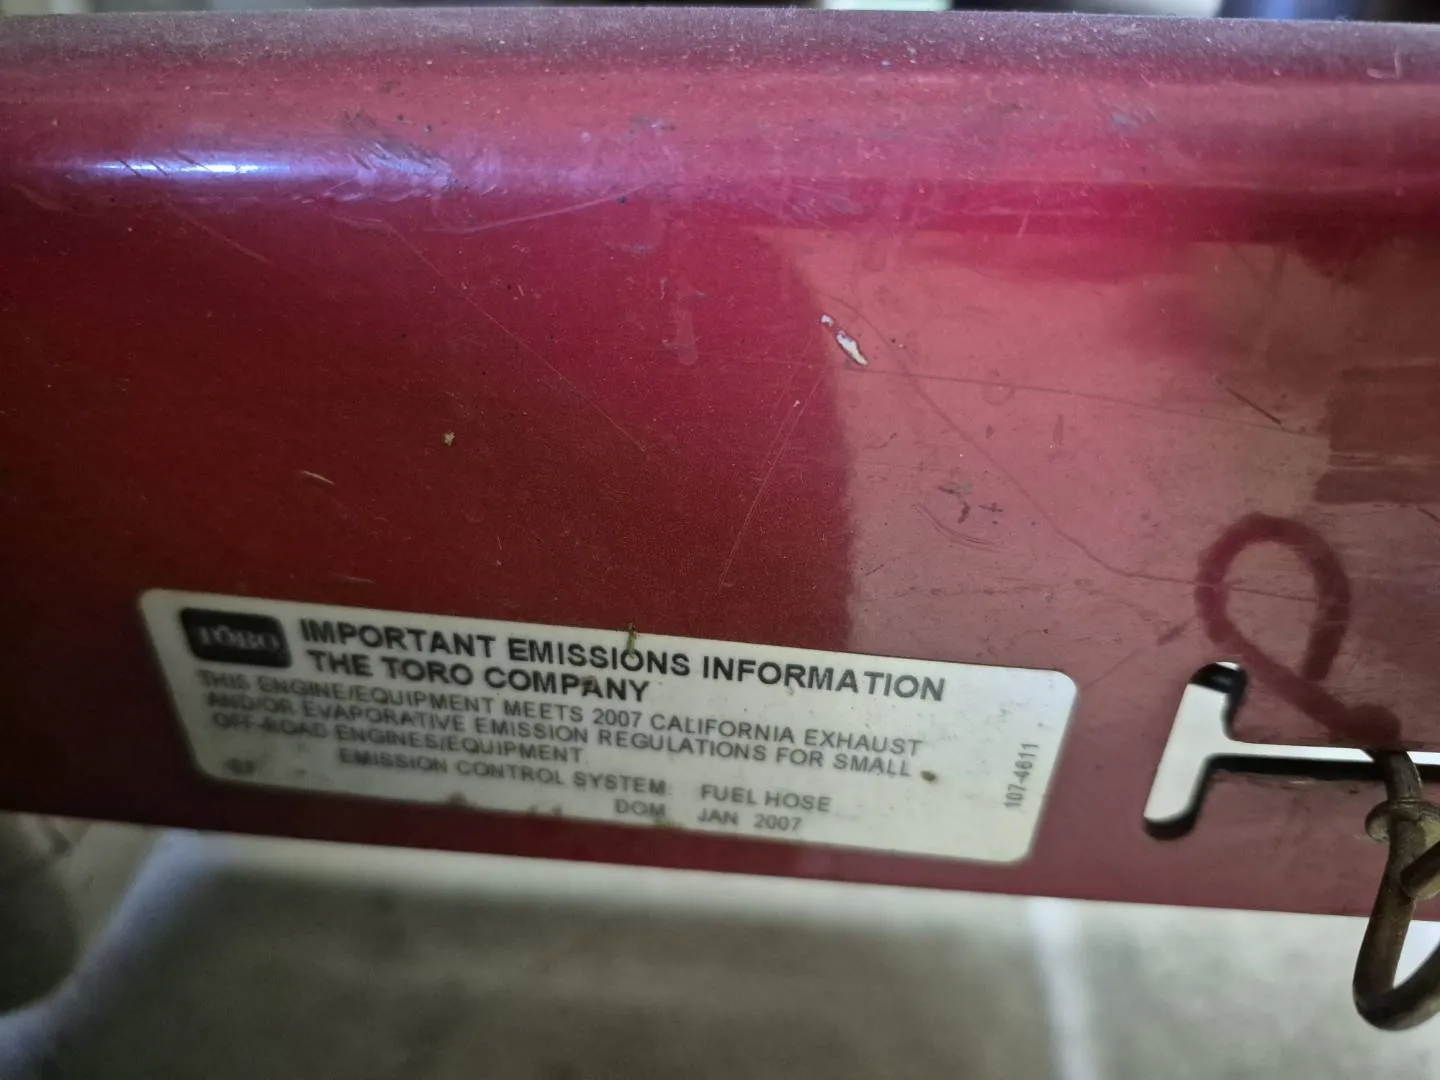 TORO
IMPORTANT EMISSIONS INFORMATION
THE TORO COMPANY
THIS ENGINE/EQUIPMENT MEETS 2007 CALIFORNIA EXHAUST
AND/OR EVAPORATIVE EMISSION REGULATIONS FOR SMALL
OFF-ROAD ENGINES/EQUIPMENT
EMISSION CONTROL SYSTEM: FUEL HOSE
DOM JAN 2007
107-4611